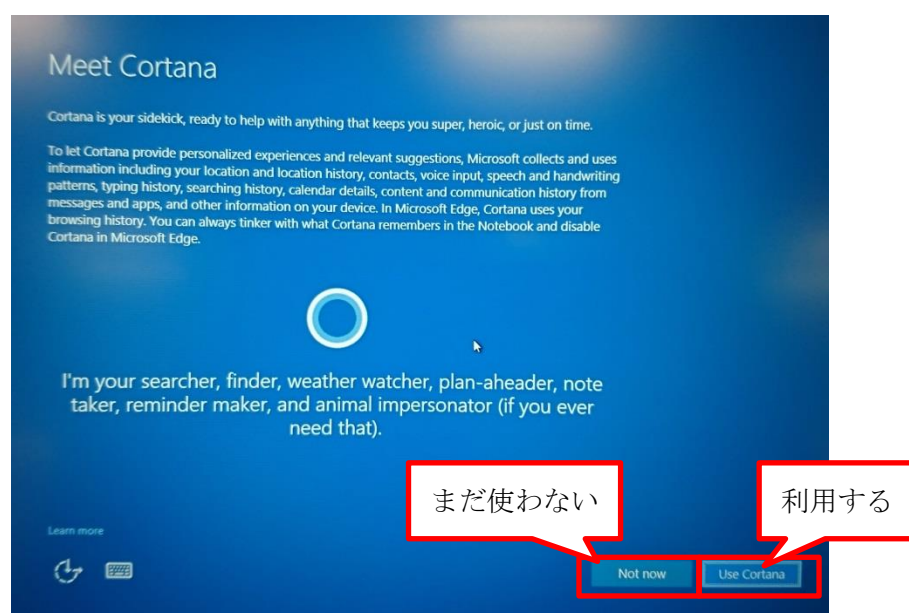 Meet Cortana
Cortana is your sidekick, ready to help with anything that keeps you super, heroic, or just on time.
To let Cortana provide personalized experiences and relevant suggestions, Microsoft collects and uses
information including your location and location history, contacts, voice input, speech and handwriting
patterns, typing history, searching history, calendar details, content and communication history from
messages and apps, and other information on your device. In Microsoft Edge, Cortana uses your
browsing history. You can always tinker with what Cortana remembers in the Notebook and disable
Cortana in Microsoft Edge.
I'm your searcher, finder, weather watcher, plan-aheader, note
taker, reminder maker, and animal impersonator (if you ever
need that).
まだ使わない
利用する
Learn more
Not now
Use Cortana